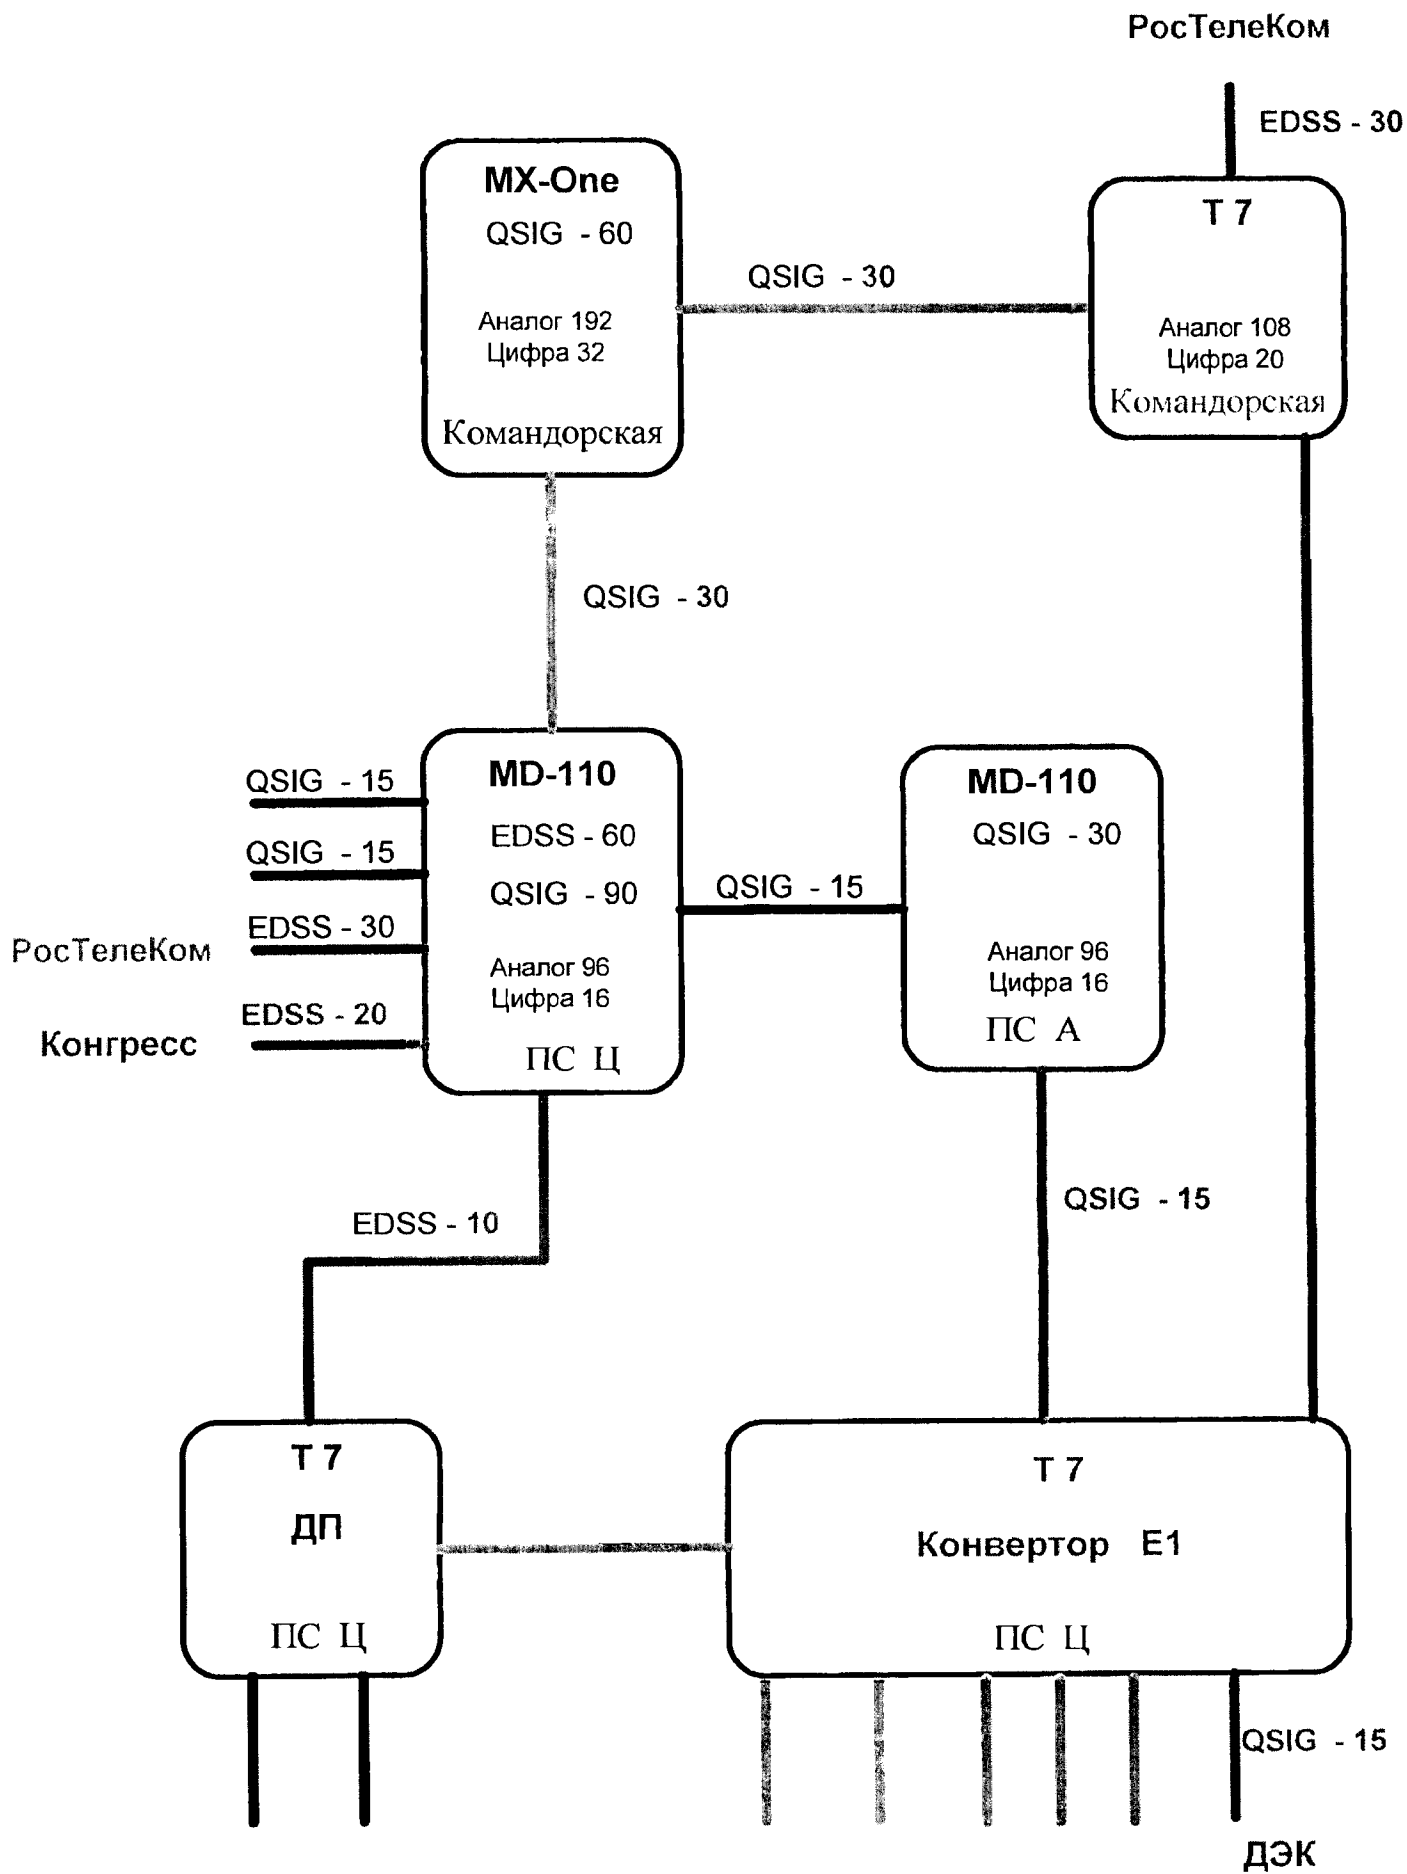 РосТелеКом
EDSS - 30
MX-One
QSIG - 60
Аналог 192
Цифра 32
Командорская
QSIG - 30
T 7
Аналог 108
Цифра 20
Командорская
QSIG - 30
QSIG - 15
QSIG - 15
EDSS - 30
РосТелеКом
EDSS - 20
Конгресс
MD-110
EDSS - 60
QSIG - 90
Аналог 96
Цифра 16
ПС Ц
QSIG - 15
MD-110
QSIG - 30
Аналог 96
Цифра 16
ПС А
QSIG - 15
EDSS - 10
T 7
ДП
ПС Ц
T 7
Конвертор E1
ПС Ц
QSIG - 15
ДЭК